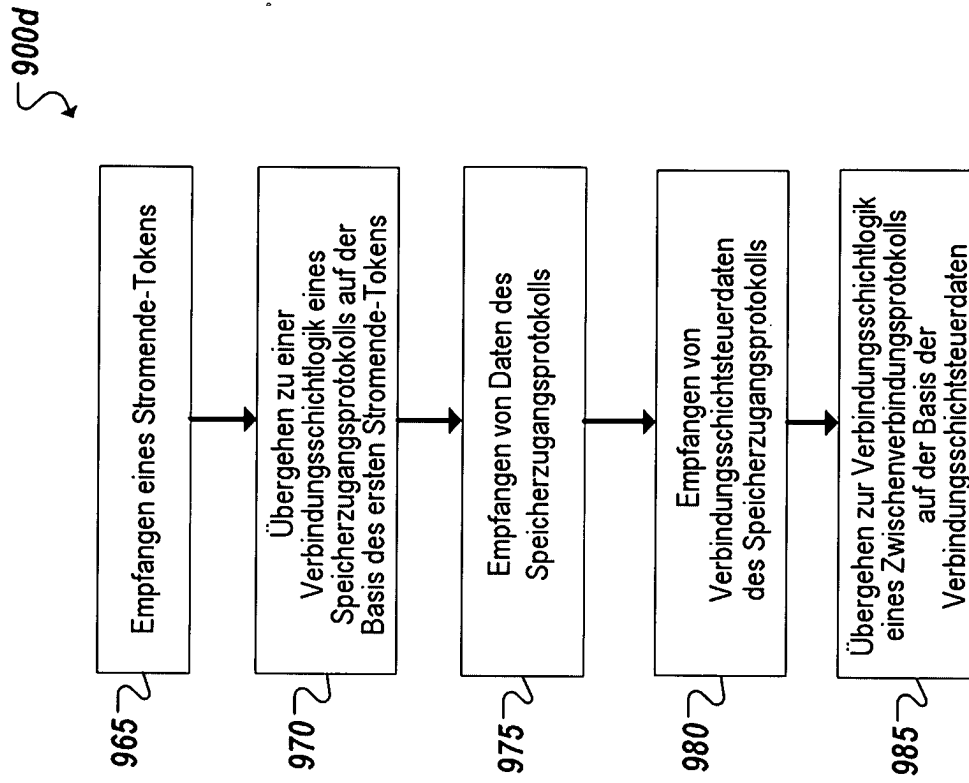 900d
965
Empfangen eines Stromende-Tokens
970
Übergehen zu einer
Verbindungsschichtlogik eines
Speicherzugangsprotokolls auf der
Basis des ersten Stromende-Tokens
975
Empfangen von Daten des
Speicherzugangsprotokolls
980
Empfangen von
Verbindungsschichtsteuerdaten
des Speicherzugangsprotokolls
985
Übergehen zur Verbindungsschichtlogik
eines Zwischenverbindungsprotokolls
auf der Basis der
Verbindungsschichtsteuerdaten